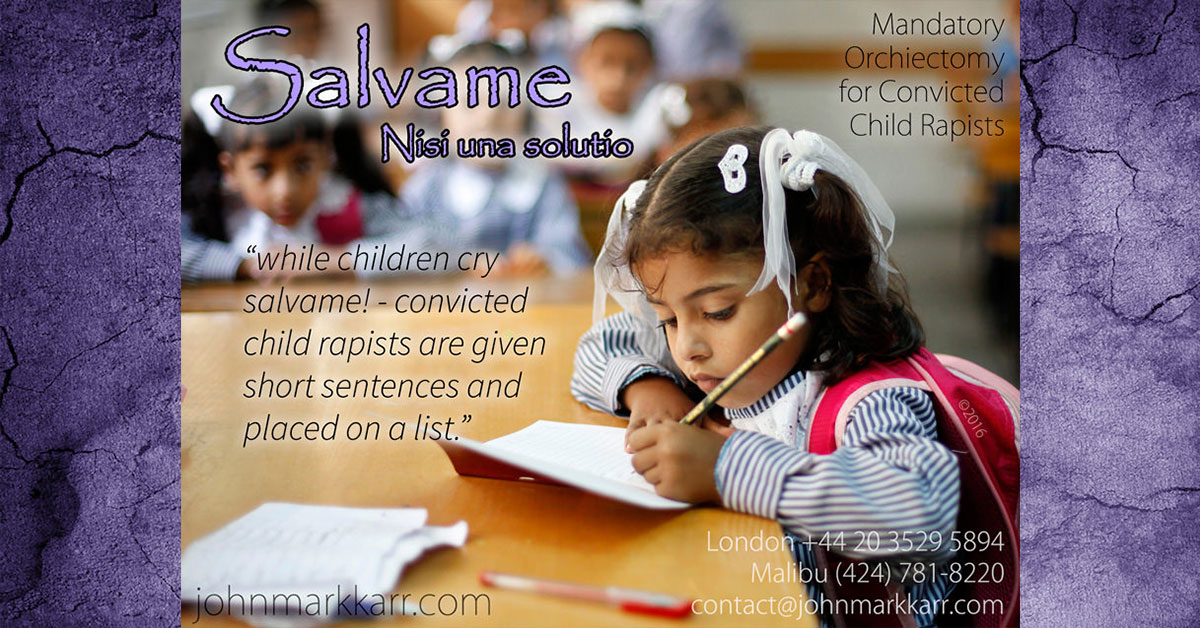 Salvame
Nisi una solutio
Mandatory
Orchiectomy
for Convicted
Child Rapists
“while children cry
salvame! - convicted
child rapists are given
short sentences and
placed on a list.”
©2016
London +44 20 3529 5894
Malibu (424) 781-8220
contact@johnmarkkarr.com
johnmarkkarr.com